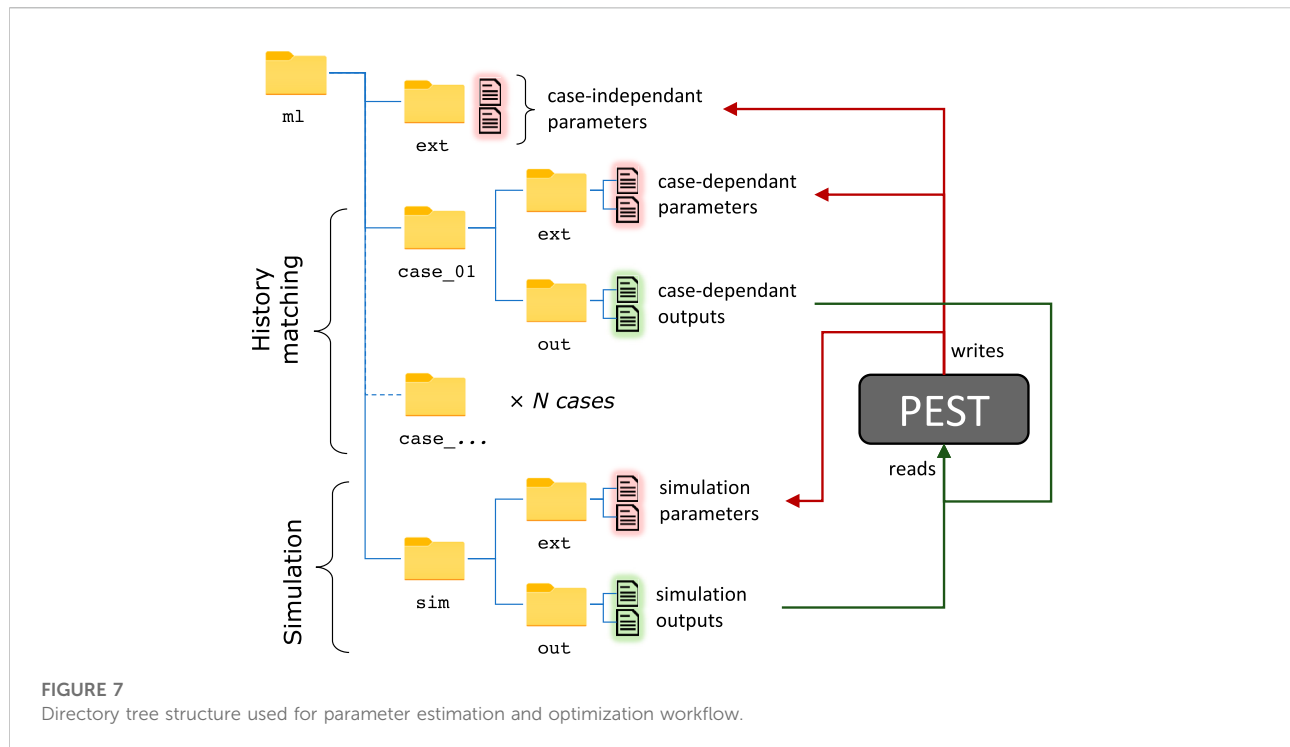 ml
ext
case-independant
parameters
ext
case-dependant
parameters
case_01
History
matching
out
case-dependant
outputs
writes
PEST
reads
case_...
× N cases
ext
simulation
parameters
Simulation
sim
out
simulation
outputs
FIGURE 7
Directory tree structure used for parameter estimation and optimization workflow.